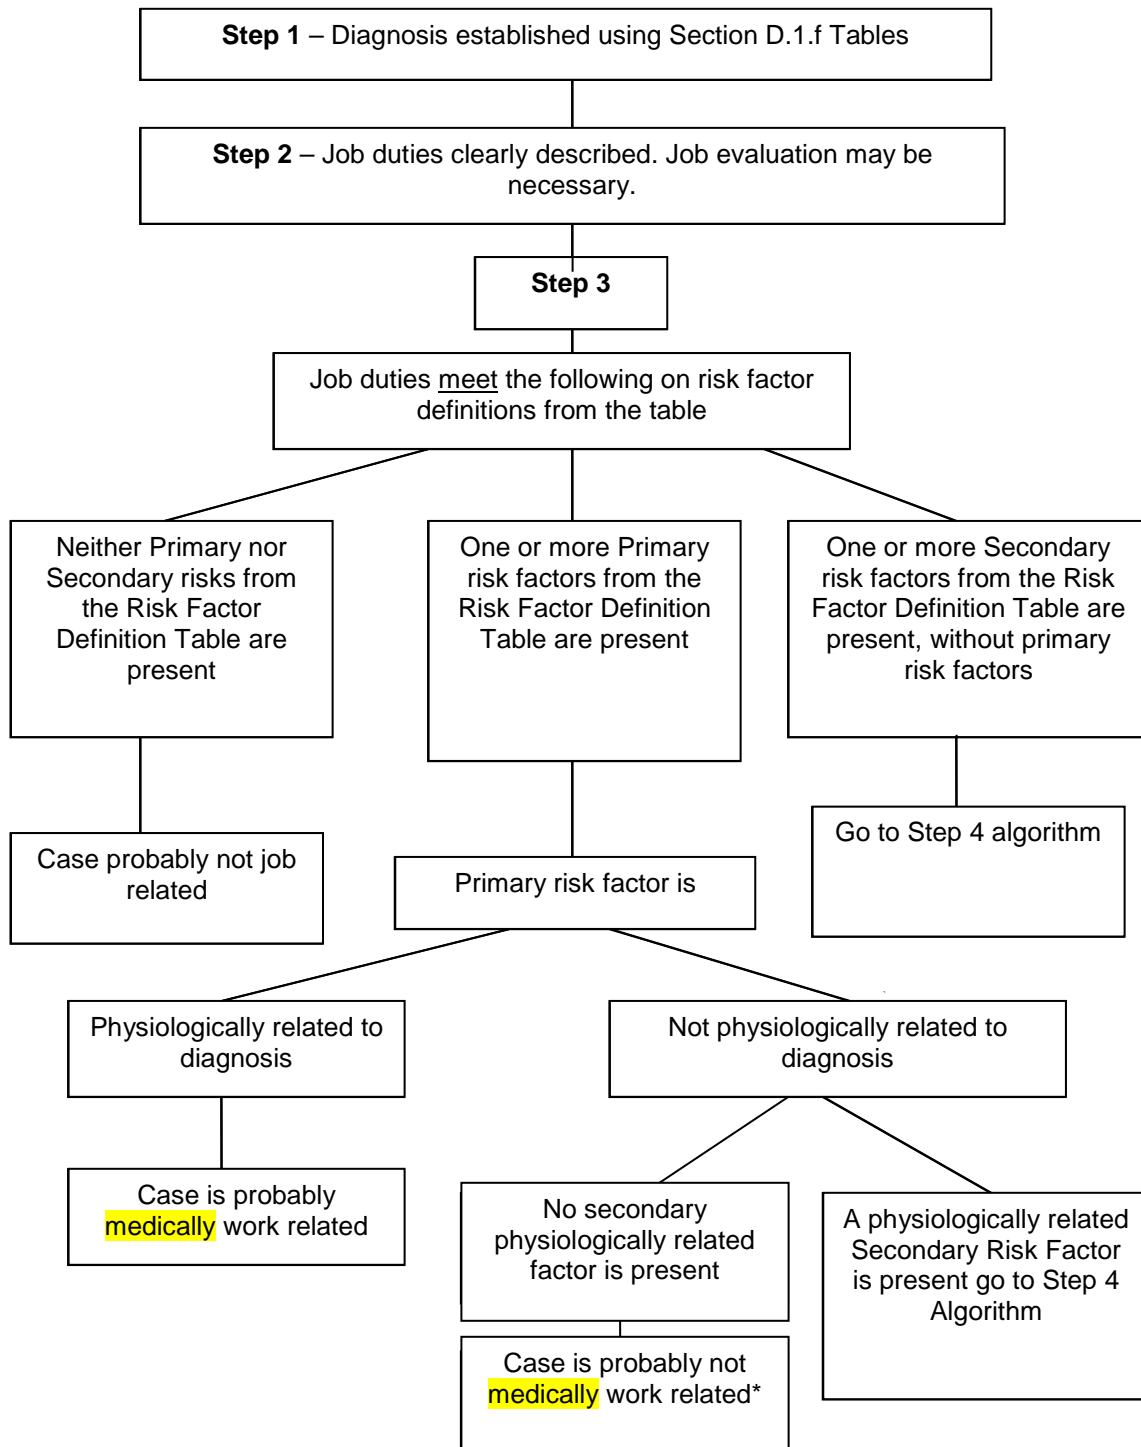 Step 1 – Diagnosis established using Section D.1.f Tables
Step 2 – Job duties clearly described. Job evaluation may be
necessary.
Step 3
Job duties meet the following on risk factor
definitions from the table
Neither Primary nor
Secondary risks from
the Risk Factor
Definition Table are
present
One or more Primary
risk factors from the
Risk Factor Definition
Table are present
One or more Secondary
risk factors from the Risk
Factor Definition Table are
present, without primary
risk factors
Case probably not job
related
Primary risk factor is
Go to Step 4 algorithm
Physiologically related to
diagnosis
Not physiologically related to
diagnosis
Case is probably
medically work related
No secondary
physiologically related
factor is present
A physiologically related
Secondary Risk Factor
is present go to Step 4
Algorithm
Case is probably not
medically work related*